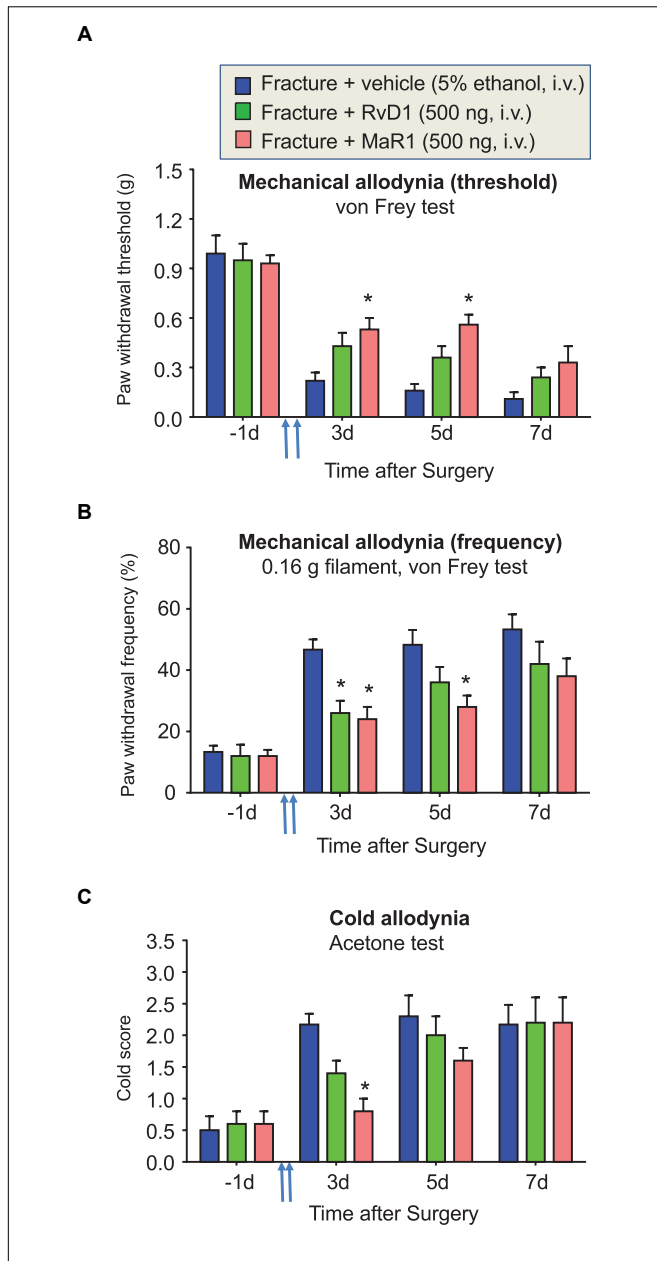 A
Fracture + vehicle (5% ethanol, i.v.)
Fracture + RvD1 (500 ng, i.v.)
Fracture + MaR1 (500 ng, i.v.)
Mechanical allodynia (threshold)
von Frey test
Paw withdrawal threshold (g)
1.5
1.2
0.9
0.6
0.3
0.0
* *
-1d 3d 5d 7d
Time after Surgery
B
Mechanical allodynia (frequency)
0.16 g filament, von Frey test
Paw withdrawal frequency (%)
80
60
40
20
0
* * *
-1d 3d 5d 7d
Time after Surgery
C
Cold allodynia
Acetone test
Cold score
3.5
3.0
2.5
2.0
1.5
1.0
0.5
0.0
*
-1d 3d 5d 7d
Time after Surgery